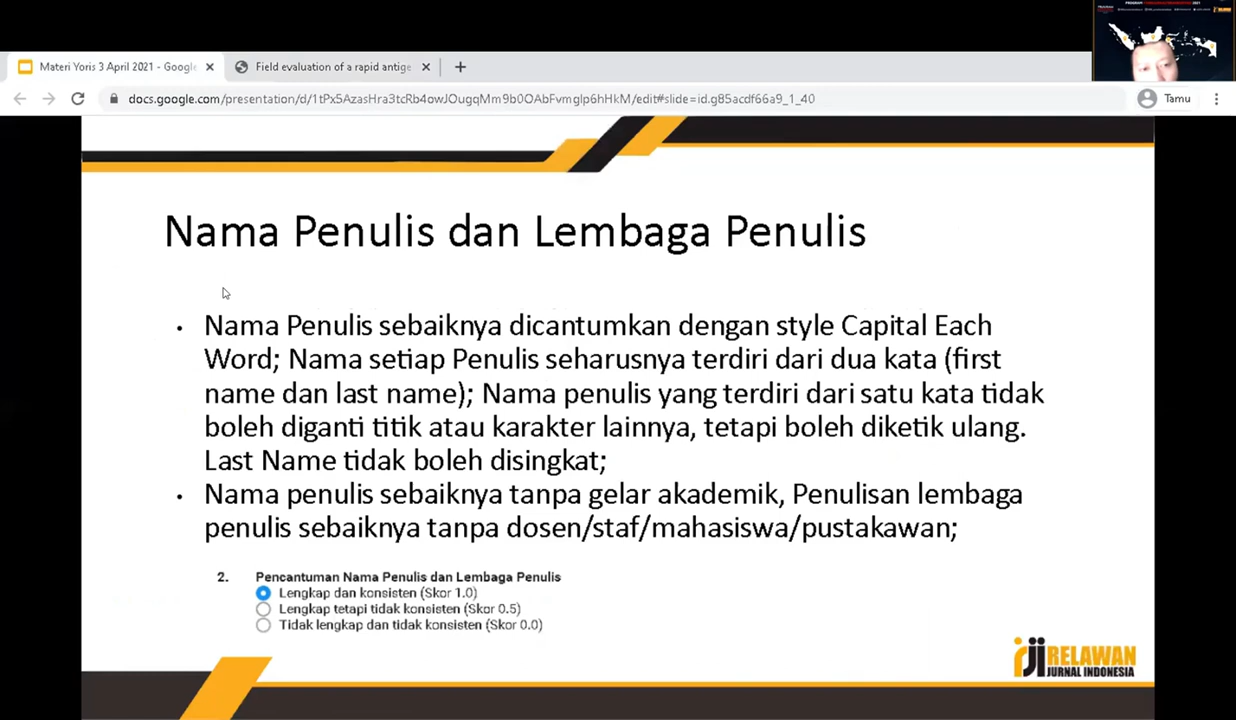 Materi Yoris 3 April 2021 - Google
Field evaluation of a rapid antige
docs.google.com/presentation/d/1tPx5AzasHra3tcRb4owJOugqMm9b0OAbFvmglp6hHkM/edit#slide=id.g85acdf66a9_1_40
Tamu
Nama Penulis dan Lembaga Penulis
• Nama Penulis sebaiknya dicantumkan dengan style Capital Each
Word; Nama setiap Penulis seharusnya terdiri dari dua kata (first
name dan last name); Nama penulis yang terdiri dari satu kata tidak
boleh diganti titik atau karakter lainnya, tetapi boleh diketik ulang.
Last Name tidak boleh disingkat;
• Nama penulis sebaiknya tanpa gelar akademik, Penulisan lembaga
penulis sebaiknya tanpa dosen/staf/mahasiswa/pustakawan;
2. Pencantuman Nama Penulis dan Lembaga Penulis
Lengkap dan konsisten (Skor 1.0)
Lengkap tetapi tidak konsisten (Skor 0.5)
Tidak lengkap dan tidak konsisten (Skor 0.0)
RELAWAN
JURNAL INDONESIA